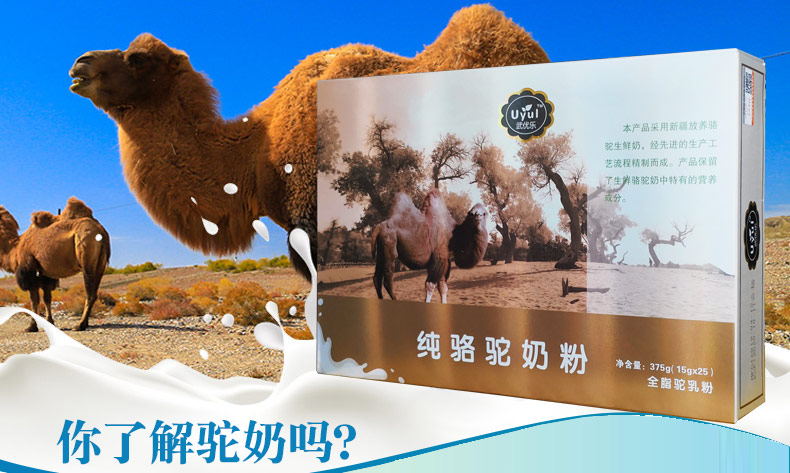 Uyul™
武优乐
本产品采用新疆放养骆
驼生鲜奶，经先进的生产工
艺流程精制而成。产品保留
了生鲜骆驼奶中特有的营养
成分。
纯骆驼奶粉
净含量：375g(15gx25)
全脂驼乳粉
你了解驼奶吗？